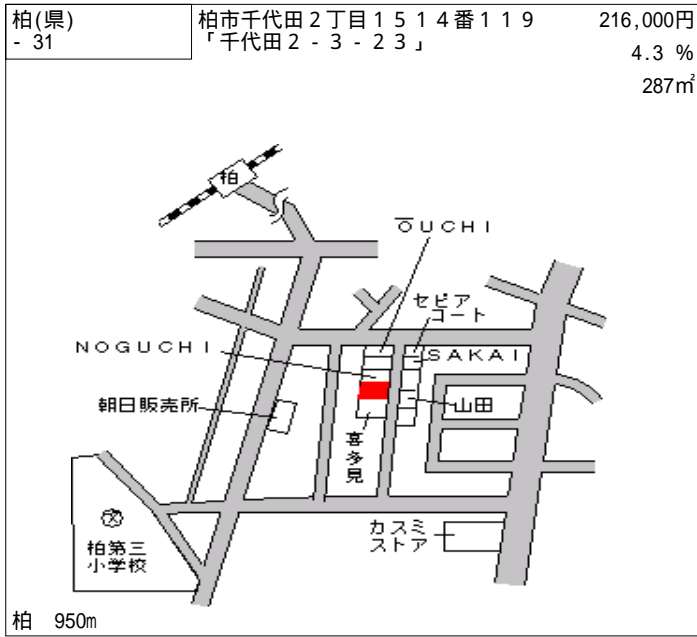 柏(県)
- 31
柏市千代田２丁目１５１４番１１９
「千代田２-３-２３」
216,000円
4.3 %
287㎡
柏
ŌＵＣＨＩ
セピア
コート
ＮＯＧＵＣＨＩ
ＳＡＫＡＩ
朝日販売所
山田
喜多見
文
柏第三
小学校
カスミ
ストア
柏 950m